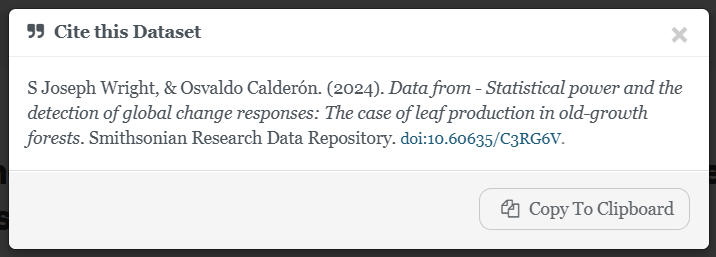 Cite this Dataset
S Joseph Wright, & Osvaldo Calderón. (2024). Data from - Statistical power and the
detection of global change responses: The case of leaf production in old-growth
forests. Smithsonian Research Data Repository. doi:10.60635/C3RG6V.
Copy To Clipboard